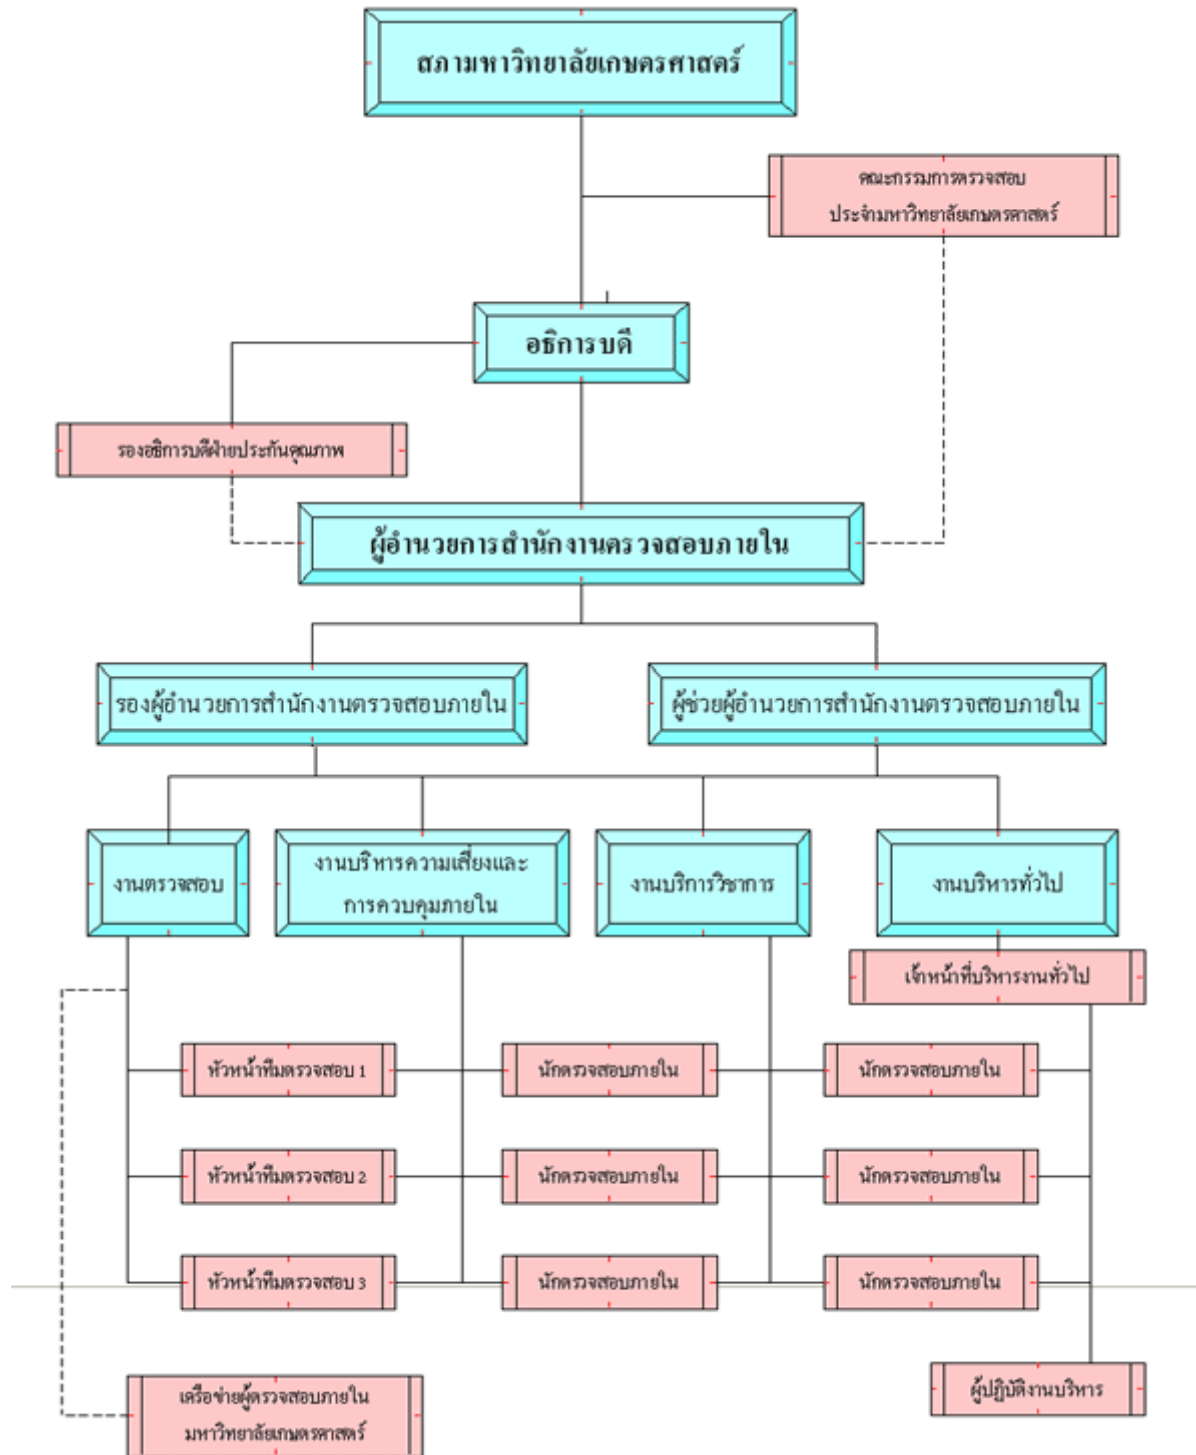 สภามหาวิทยาลัยเกษตรศาสตร์
คณะกรรมการตรวจสอบ
ประจำมหาวิทยาลัยเกษตรศาสตร์
อธิการบดี
รองอธิการบดีฝ่ายประกันคุณภาพ
ผู้อำนวยการสำนักงานตรวจสอบภายใน
รองผู้อำนวยการสำนักงานตรวจสอบภายใน
ผู้ช่วยผู้อำนวยการสำนักงานตรวจสอบภายใน
งานตรวจสอบ
งานบริหารความเสี่ยงและ
การควบคุมภายใน
งานบริการวิชาการ
งานบริหารทั่วไป
เจ้าหน้าที่บริหารงานทั่วไป
หัวหน้าทีมตรวจสอบ 1
นักตรวจสอบภายใน
นักตรวจสอบภายใน
หัวหน้าทีมตรวจสอบ 2
นักตรวจสอบภายใน
นักตรวจสอบภายใน
หัวหน้าทีมตรวจสอบ 3
นักตรวจสอบภายใน
นักตรวจสอบภายใน
ผู้ปฏิบัติงานบริหาร
เครือข่ายผู้ตรวจสอบภายใน
มหาวิทยาลัยเกษตรศาสตร์